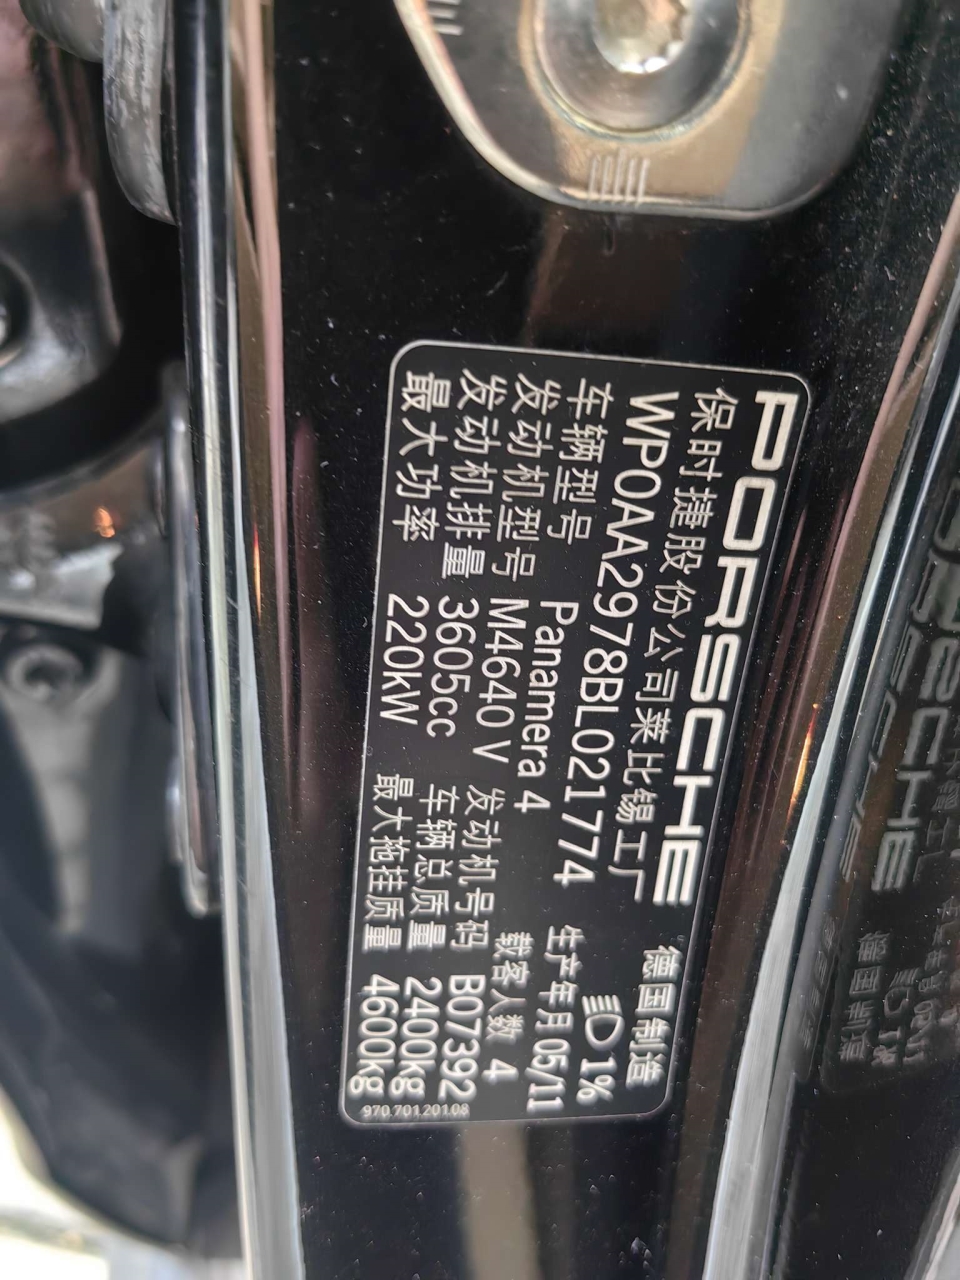 PORSCHE
保时捷股份公司莱比锡工厂 德国制造
WP0AA2978BL021774 1%
车辆型号 Panamera 4 生产年月 05/11
发动机型号 M4640 V 载客人数 4
发动机排量 3605cc 发动机号码 B07392
最大功率 220kW 车辆总质量 2400kg
最大拖挂质量 4600kg
970.701.201.08